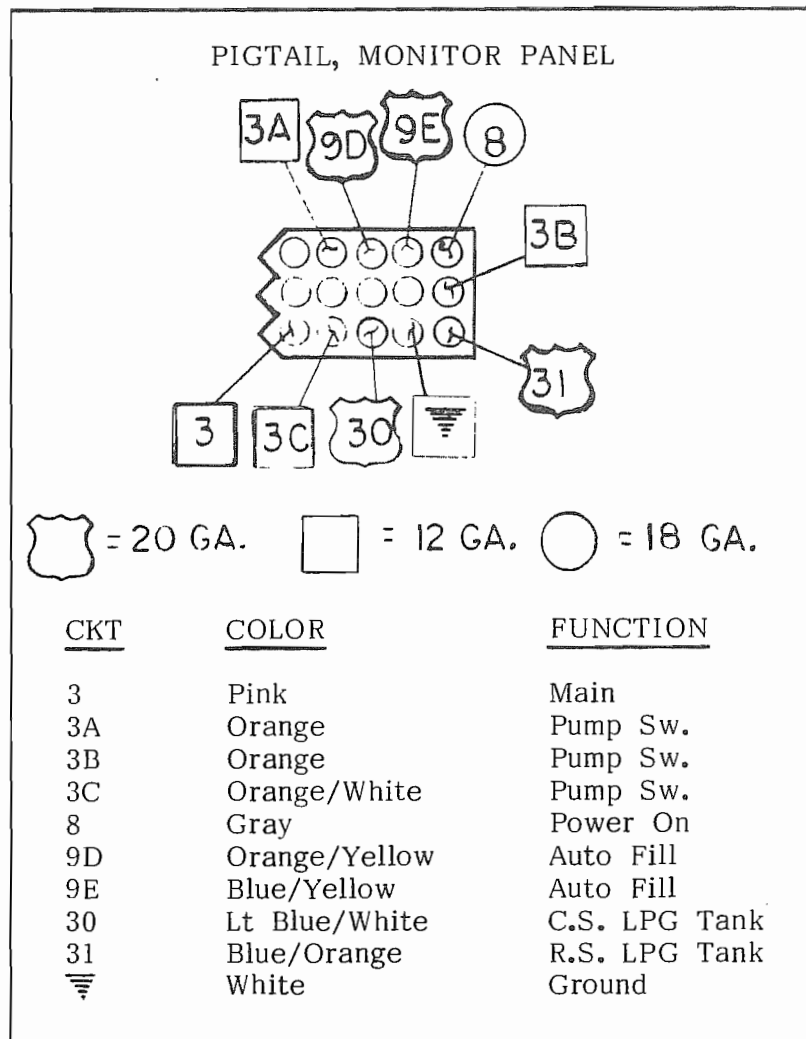 PIGTAIL, MONITOR PANEL
3A 9D 9E 8
3B
31
3 3C 30
= 20 GA. = 12 GA. = 18 GA.
CKT COLOR FUNCTION
3 Pink Main
3A Orange Pump Sw.
3B Orange Pump Sw.
3C Orange/White Pump Sw.
8 Gray Power On
9D Orange/Yellow Auto Fill
9E Blue/Yellow Auto Fill
30 Lt Blue/White C.S. LPG Tank
31 Blue/Orange R.S. LPG Tank
White Ground